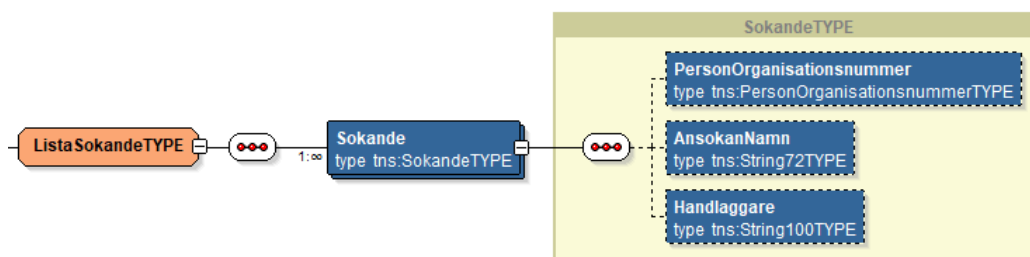 SokandeTYPE
PersonOrganisationsnummer
type tns:PersonOrganisationsnummerTYPE
ListaSokandeTYPE
1:∞
Sokande
type tns:SokandeTYPE
AnsokanNamn
type tns:String72TYPE
Handlaggare
type tns:String100TYPE